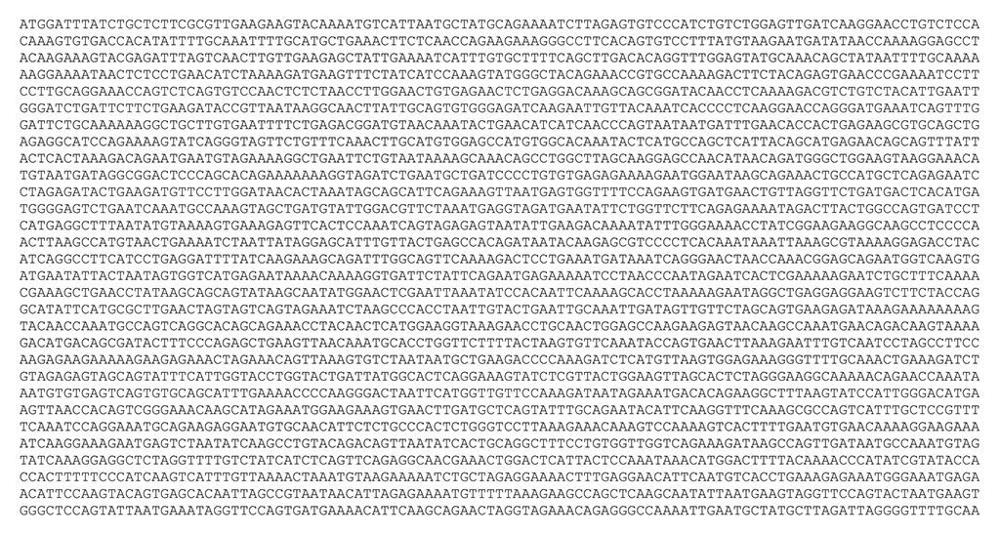 ATGGATTTATCTGCTCTTCGCGTTGAAGAAGTACAAAATGTCATTAATGCTATGCAGAAAATCTTAGAGTGTCCCATCTGTCTGGAGTTGATCAAGGAACCTGTCTCCA
CAAAGTGTGACCACATATTTTGCAAATTTTGCATGCTGAAACTTCTCAACCAGAAGAAAGGGCCTTCACAGTGTCCTTTATGTAAGAATGATATAACCAAAAGGAGCCT
ACAAGAAAGTACGAGATTTAGTCAACTTGTTGAAGAGCTATTGAAAATCATTTGTGCTTTTCAGCTTGACACAGGTTTGGAGTATGCAAACAGCTATAATTTTGCAAAA
AAGGAAAATAACTCTCCTGAACATCTAAAAGATGAAGTTTCTATCATCCAAAGTATGGGCTACAGAAACCGTGCCAAAAGACTTCTACAGAGTGAACCCGAAAATCCTT
CCTTGCAGGAAACCAGTCTCAGTGTCCAACTCTCTAACCTTGGAACTGTGAGAACTCTGAGGACAAAGCAGCGGATACAACCTCAAAAGACGTCTGTCTACATTGAATT
GGGATCTGATTCTTCTGAAGATACCGTTAATAAGGCAACTTATTGCAGTGTGGGAGATCAAGAATTGTTACAAATCACCCCTCAAGGAACCAGGGATGAAATCAGTTTG
GATTCTGCAAAAAAGGCTGCTTGTGAATTTTCTGAGACGGATGTAACAAATACTGAACATCATCAACCCAGTAATAATGATTTGAACACCACTGAGAAGCGTGCAGCTG
AGAGGCATCCAGAAAAGTATCAGGGTAGTTCTGTTTCAAACTTGCATGTGGAGCCATGTGGCACAAATACTCATGCCAGCTCATTACAGCATGAGAACAGCAGTTTATT
ACTCACTAAAGACAGAATGAATGTAGAAAAGGCTGAATTCTGTAATAAAAGCAAACAGCCTGGCTTAGCAAGGAGCCAACATAACAGATGGGCTGGAAGTAAGGAAACA
TGTAATGATAGGCGGACTCCCAGCACAGAAAAAAAGGTAGATCTGAATGCTGATCCCCTGTGTGAGAGAAAAGAATGGAATAAGCAGAAACTGCCATGCTCAGAGAATC
CTAGAGATACTGAAGATGTTCCTTGGATAACACTAAATAGCAGCATTCAGAAAGTTAATGAGTGGTTTTCCAGAAGTGATGAACTGTTAGGTTCTGATGACTCACATGA
TGGGGAGTCTGAATCAAATGCCAAAGTAGCTGATGTATTGGACGTTCTAAATGAGGTAGATGAATATTCTGGTTCTTCAGAGAAAATAGACTTACTGGCCAGTGATCCT
CATGAGGCTTTAATATGTAAAAGTGAAAGAGTTCACTCCAAATCAGTAGAGAGTAATATTGAAGACAAAATATTTGGGAAAACCTATCGGAAGAAGGCAAGCCTCCCCA
ACTTAAGCCATGTAACTGAAAATCTAATTATAGGAGCATTTGTTACTGAGCCACAGATAATACAAGAGCGTCCCCTCACAAATAAATTAAAGCGTAAAAGGAGACCTAC
ATCAGGCCTTCATCCTGAGGATTTTATCAAGAAAGCAGATTTGGCAGTTCAAAAGACTCCTGAAATGATAAATCAGGGAACTAACCAAACGGAGCAGAATGGTCAAGTG
ATGAATATTACTAATAGTGGTCATGAGAATAAAACAAAAGGTGATTCTATTCAGAATGAGAAAAATCCTAACCCAATAGAATCACTCGAAAAAGAATCTGCTTTCAAAA
CGAAAGCTGAACCTATAAGCAGCAGTATAAGCAATATGGAACTCGAATTAAATATCCACAATTCAAAAGCACCTAAAAAGAATAGGCTGAGGAGGAAGTCTTCTACCAG
GCATATTCATGCGCTTGAACTAGTAGTCAGTAGAAATCTAAGCCCACCTAATTGTACTGAATTGCAAATTGATAGTTGTTCTAGCAGTGAAGAGATAAAGAAAAAAAAG
TACAACCAAATGCCAGTCAGGCACAGCAGAAACCTACAACTCATGGAAGGTAAAGAACCTGCAACTGGAGCCAAGAAGAGTAACAAGCCAAATGAACAGACAAGTAAAA
GACATGACAGCGATACTTTCCCAGAGCTGAAGTTAACAAATGCACCTGGTTCTTTTACTAAGTGTTCAAATACCAGTGAACTTAAAGAATTTGTCAATCCTAGCCTTCC
AAGAGAAGAAAAAGAAGAGAAACTAGAAACAGTTAAAGTGTCTAATAATGCTGAAGACCCCAAAGATCTCATGTTAAGTGGAGAAAGGGTTTTGCAAACTGAAAGATCT
GTAGAGAGTAGCAGTATTTCATTGGTACCTGGTACTGATTATGGCACTCAGGAAAGTATCTCGTTACTGGAAGTTAGCACTCTAGGGAAGGCAAAAACAGAACCAAATA
AATGTGTGAGTCAGTGTGCAGCATTTGAAAACCCCAAGGGACTAATTCATGGTTGTTCCAAAGATAATAGAAATGACACAGAAGGCTTTAAGTATCCATTGGGACATGA
AGTTAACCACAGTCGGGAAACAAGCATAGAAATGGAAGAAAGTGAACTTGATGCTCAGTATTTGCAGAATACATTCAAGGTTTCAAAGCGCCAGTCATTTGCTCCGTTT
TCAAATCCAGGAAATGCAGAAGAGGAATGTGCAACATTCTCTGCCCACTCTGGGTCCTTAAAGAAACAAAGTCCAAAAGTCACTTTTGAATGTGAACAAAAGGAAGAAA
ATCAAGGAAAGAATGAGTCTAATATCAAGCCTGTACAGACAGTTAATATCACTGCAGGCTTTCCTGTGGTTGGTCAGAAAGATAAGCCAGTTGATAATGCCAAATGTAG
TATCAAAGGAGGCTCTAGGTTTTGTCTATCATCTCAGTTCAGAGGCAACGAAACTGGACTCATTACTCCAAATAAACATGGACTTTTACAAAACCCATATCGTATACCA
CCACTTTTTCCCATCAAGTCATTTGTTAAAACTAAATGTAAGAAAAATCTGCTAGAGGAAAACTTTGAGGAACATTCAATGTCACCTGAAAGAGAAATGGGAAATGAGA
ACATTCCAAGTACAGTGAGCACAATTAGCCGTAATAACATTAGAGAAAATGTTTTTAAAGAAGCCAGCTCAAGCAATATTAATGAAGTAGGTTCCAGTACTAATGAAGT
GGGCTCCAGTATTAATGAAATAGGTTCCAGTGATGAAAACATTCAAGCAGAACTAGGTAGAAACAGAGGGCCAAAATTGAATGCTATGCTTAGATTAGGGGTTTTGCAA